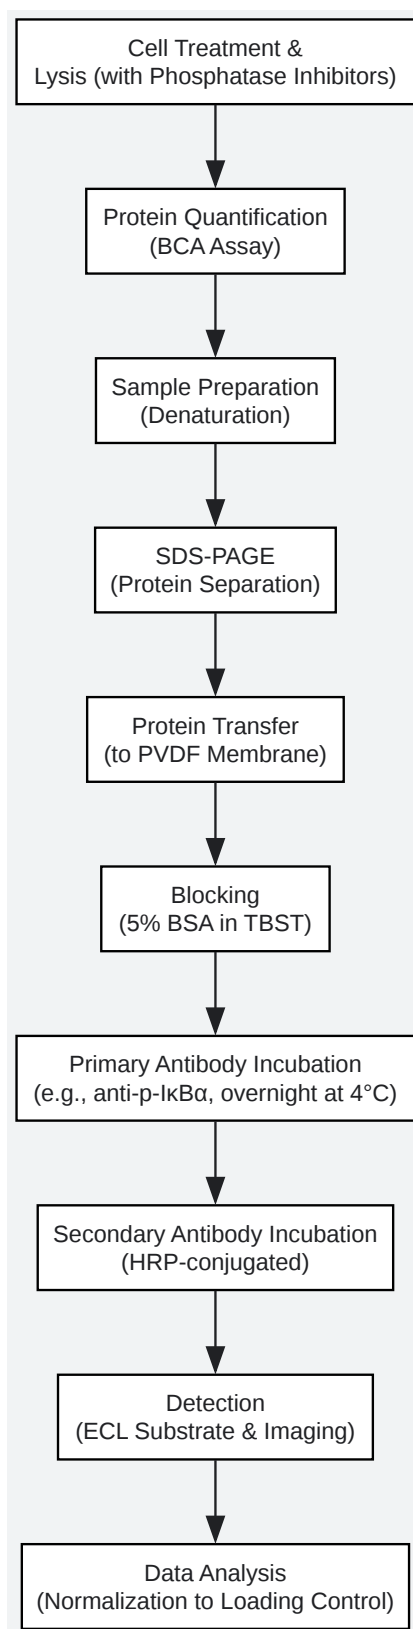 Cell Treatment &
Lysis (with Phosphatase Inhibitors)
Protein Quantification
(BCA Assay)
Sample Preparation
(Denaturation)
SDS-PAGE
(Protein Separation)
Protein Transfer
(to PVDF Membrane)
Blocking
(5% BSA in TBST)
Primary Antibody Incubation
(e.g., anti-p-IκBα, overnight at 4°C)
Secondary Antibody Incubation
(HRP-conjugated)
Detection
(ECL Substrate & Imaging)
Data Analysis
(Normalization to Loading Control)